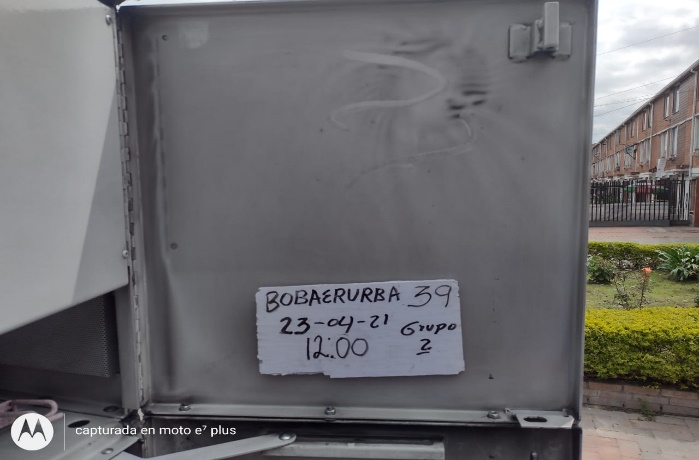 BOBAERURBA 39
23-04-21 Grupo
12:00 2
capturada en moto e⁷ plus